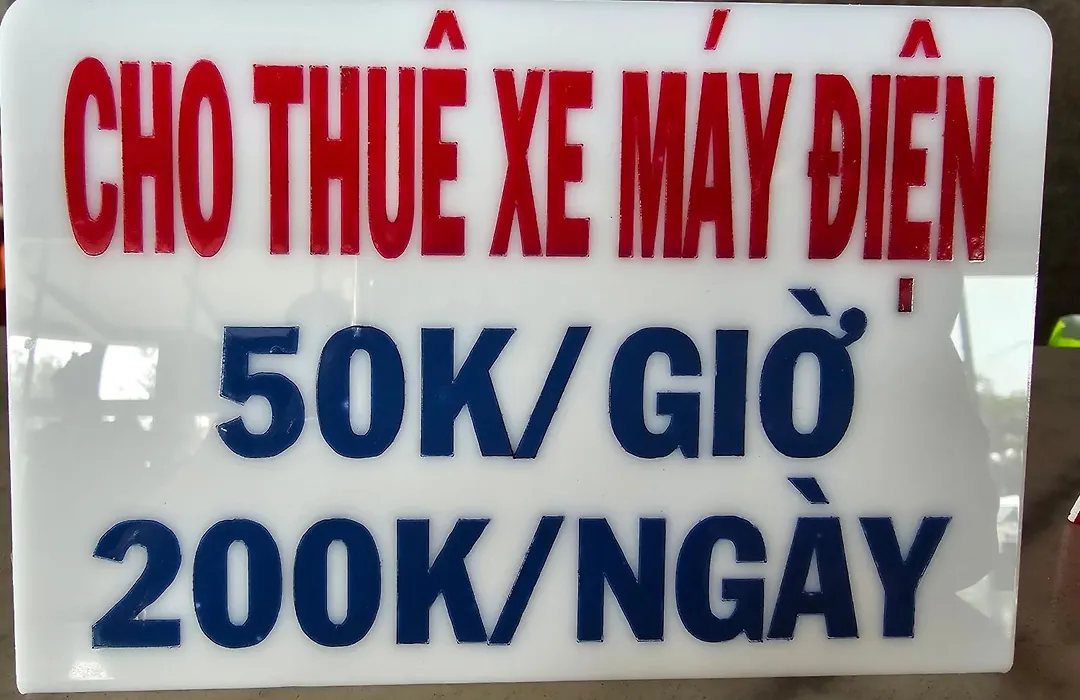 CHO THUÊ XE MÁY ĐIỆN
50K/GIỜ
200K/NGÀY